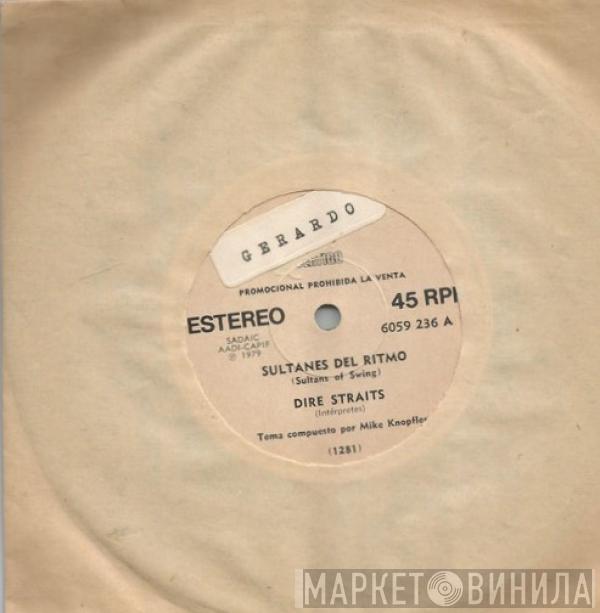 GERARDO
PROMOCIONAL PROHIBIDA LA VENTA
ESTEREO
45 RPI
SADAIC
AADI-CAPIF
℗ 1979
6059 236 A
SULTANES DEL RITMO
(Sultans of Swing)
DIRE STRAITS
(Intérpretes)
Tema compuesto por Mike Knopfler
(1281)
МАРКЕТ ВИНИЛА